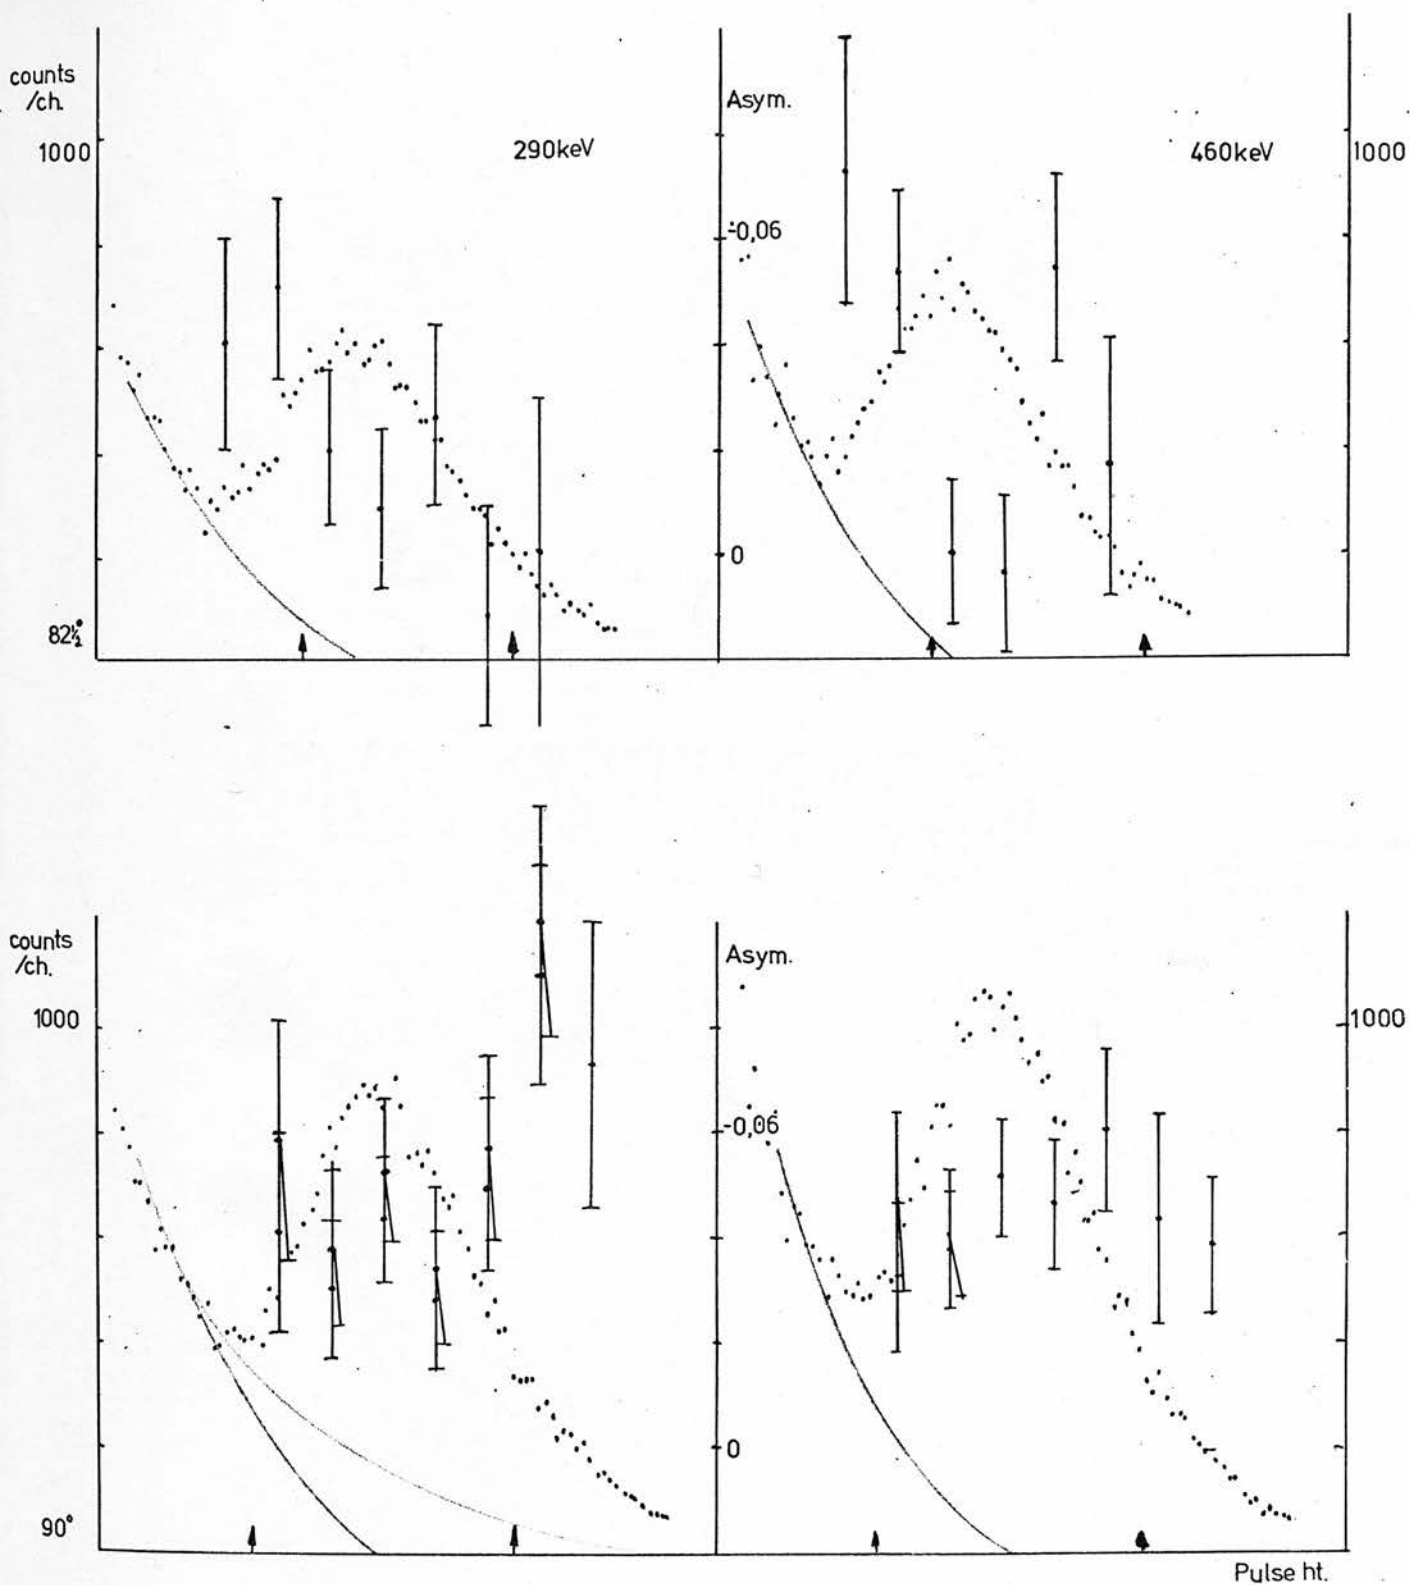 counts
/ch.
1000
290keV
Asym.
-0,06
0
460keV
1000
82½°
counts
/ch.
1000
Asym.
-0,06
0
1000
90°
Pulse ht.